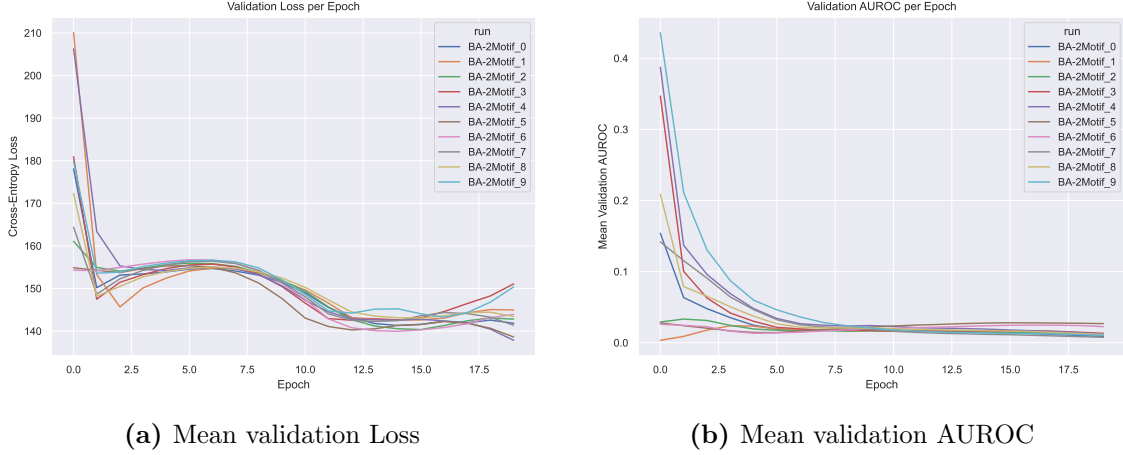 Validation Loss per Epoch
210
200
190
180
170
160
150
140
Cross-Entropy Loss
0.0 2.5 5.0 7.5 10.0 12.5 15.0 17.5
Epoch
run
BA-2Motif_0
BA-2Motif_1
BA-2Motif_2
BA-2Motif_3
BA-2Motif_4
BA-2Motif_5
BA-2Motif_6
BA-2Motif_7
BA-2Motif_8
BA-2Motif_9
(a) Mean validation Loss
Validation AUROC per Epoch
0.4
0.3
0.2
0.1
0.0
Mean Validation AUROC
0.0 2.5 5.0 7.5 10.0 12.5 15.0 17.5
Epoch
run
BA-2Motif_0
BA-2Motif_1
BA-2Motif_2
BA-2Motif_3
BA-2Motif_4
BA-2Motif_5
BA-2Motif_6
BA-2Motif_7
BA-2Motif_8
BA-2Motif_9
(b) Mean validation AUROC